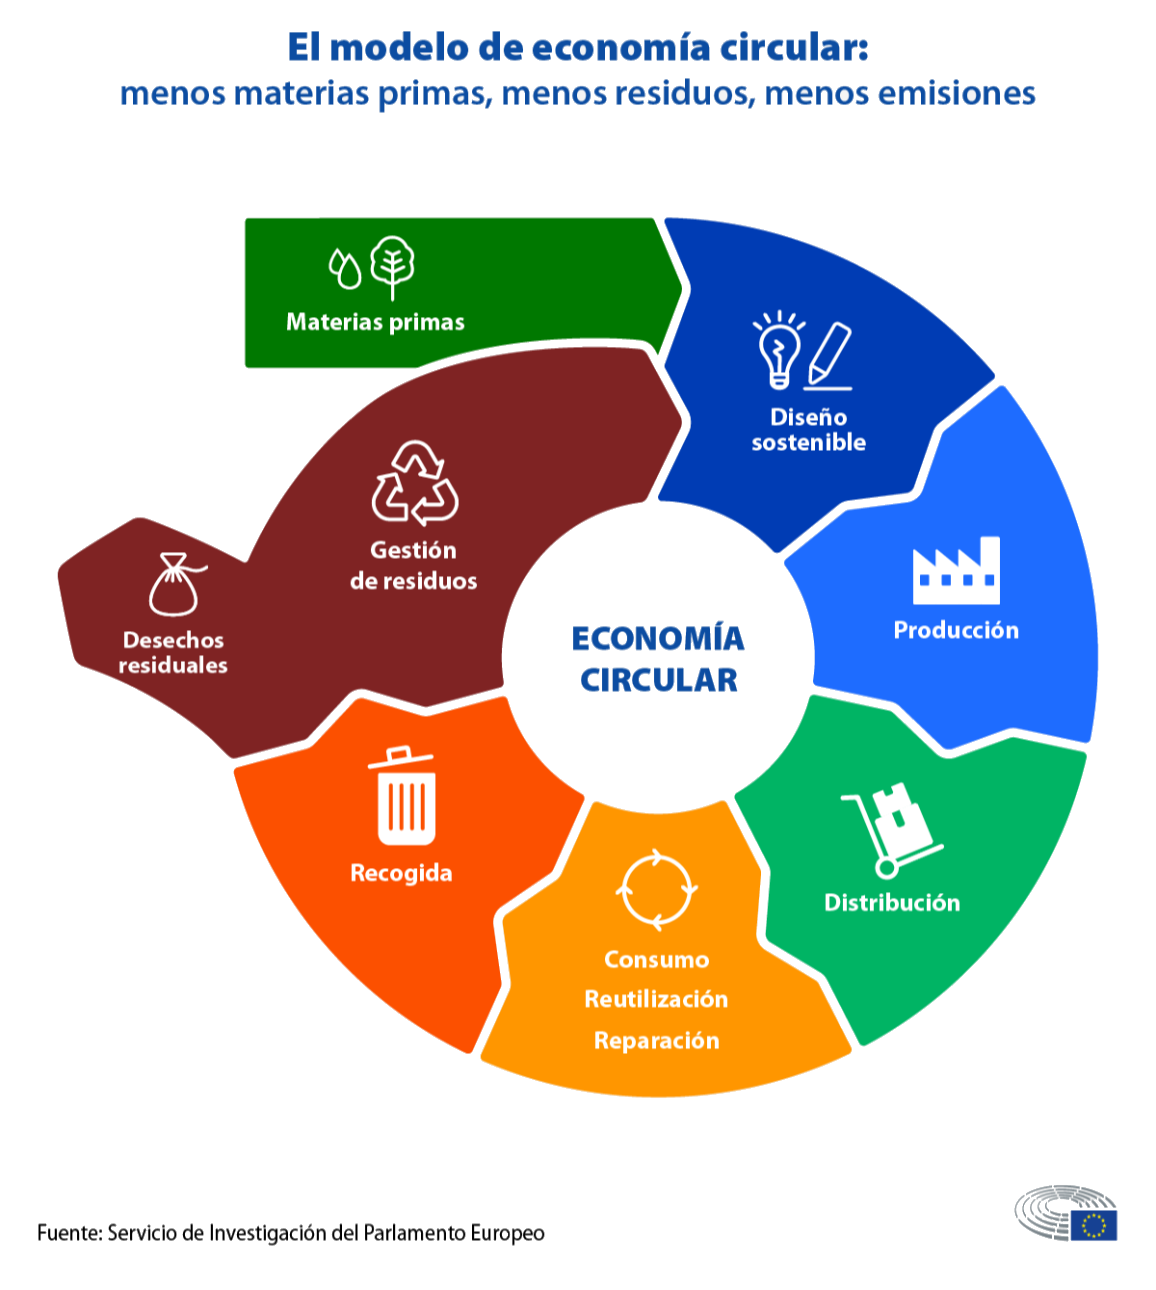 El modelo de economía circular:
menos materias primas, menos residuos, menos emisiones
Materias primas
Diseño
sostenible
Producción
Distribución
Consumo
Reutilización
Reparación
Recogida
Gestión
de residuos
Desechos
residuales
ECONOMÍA
CIRCULAR
Fuente: Servicio de Investigación del Parlamento Europeo